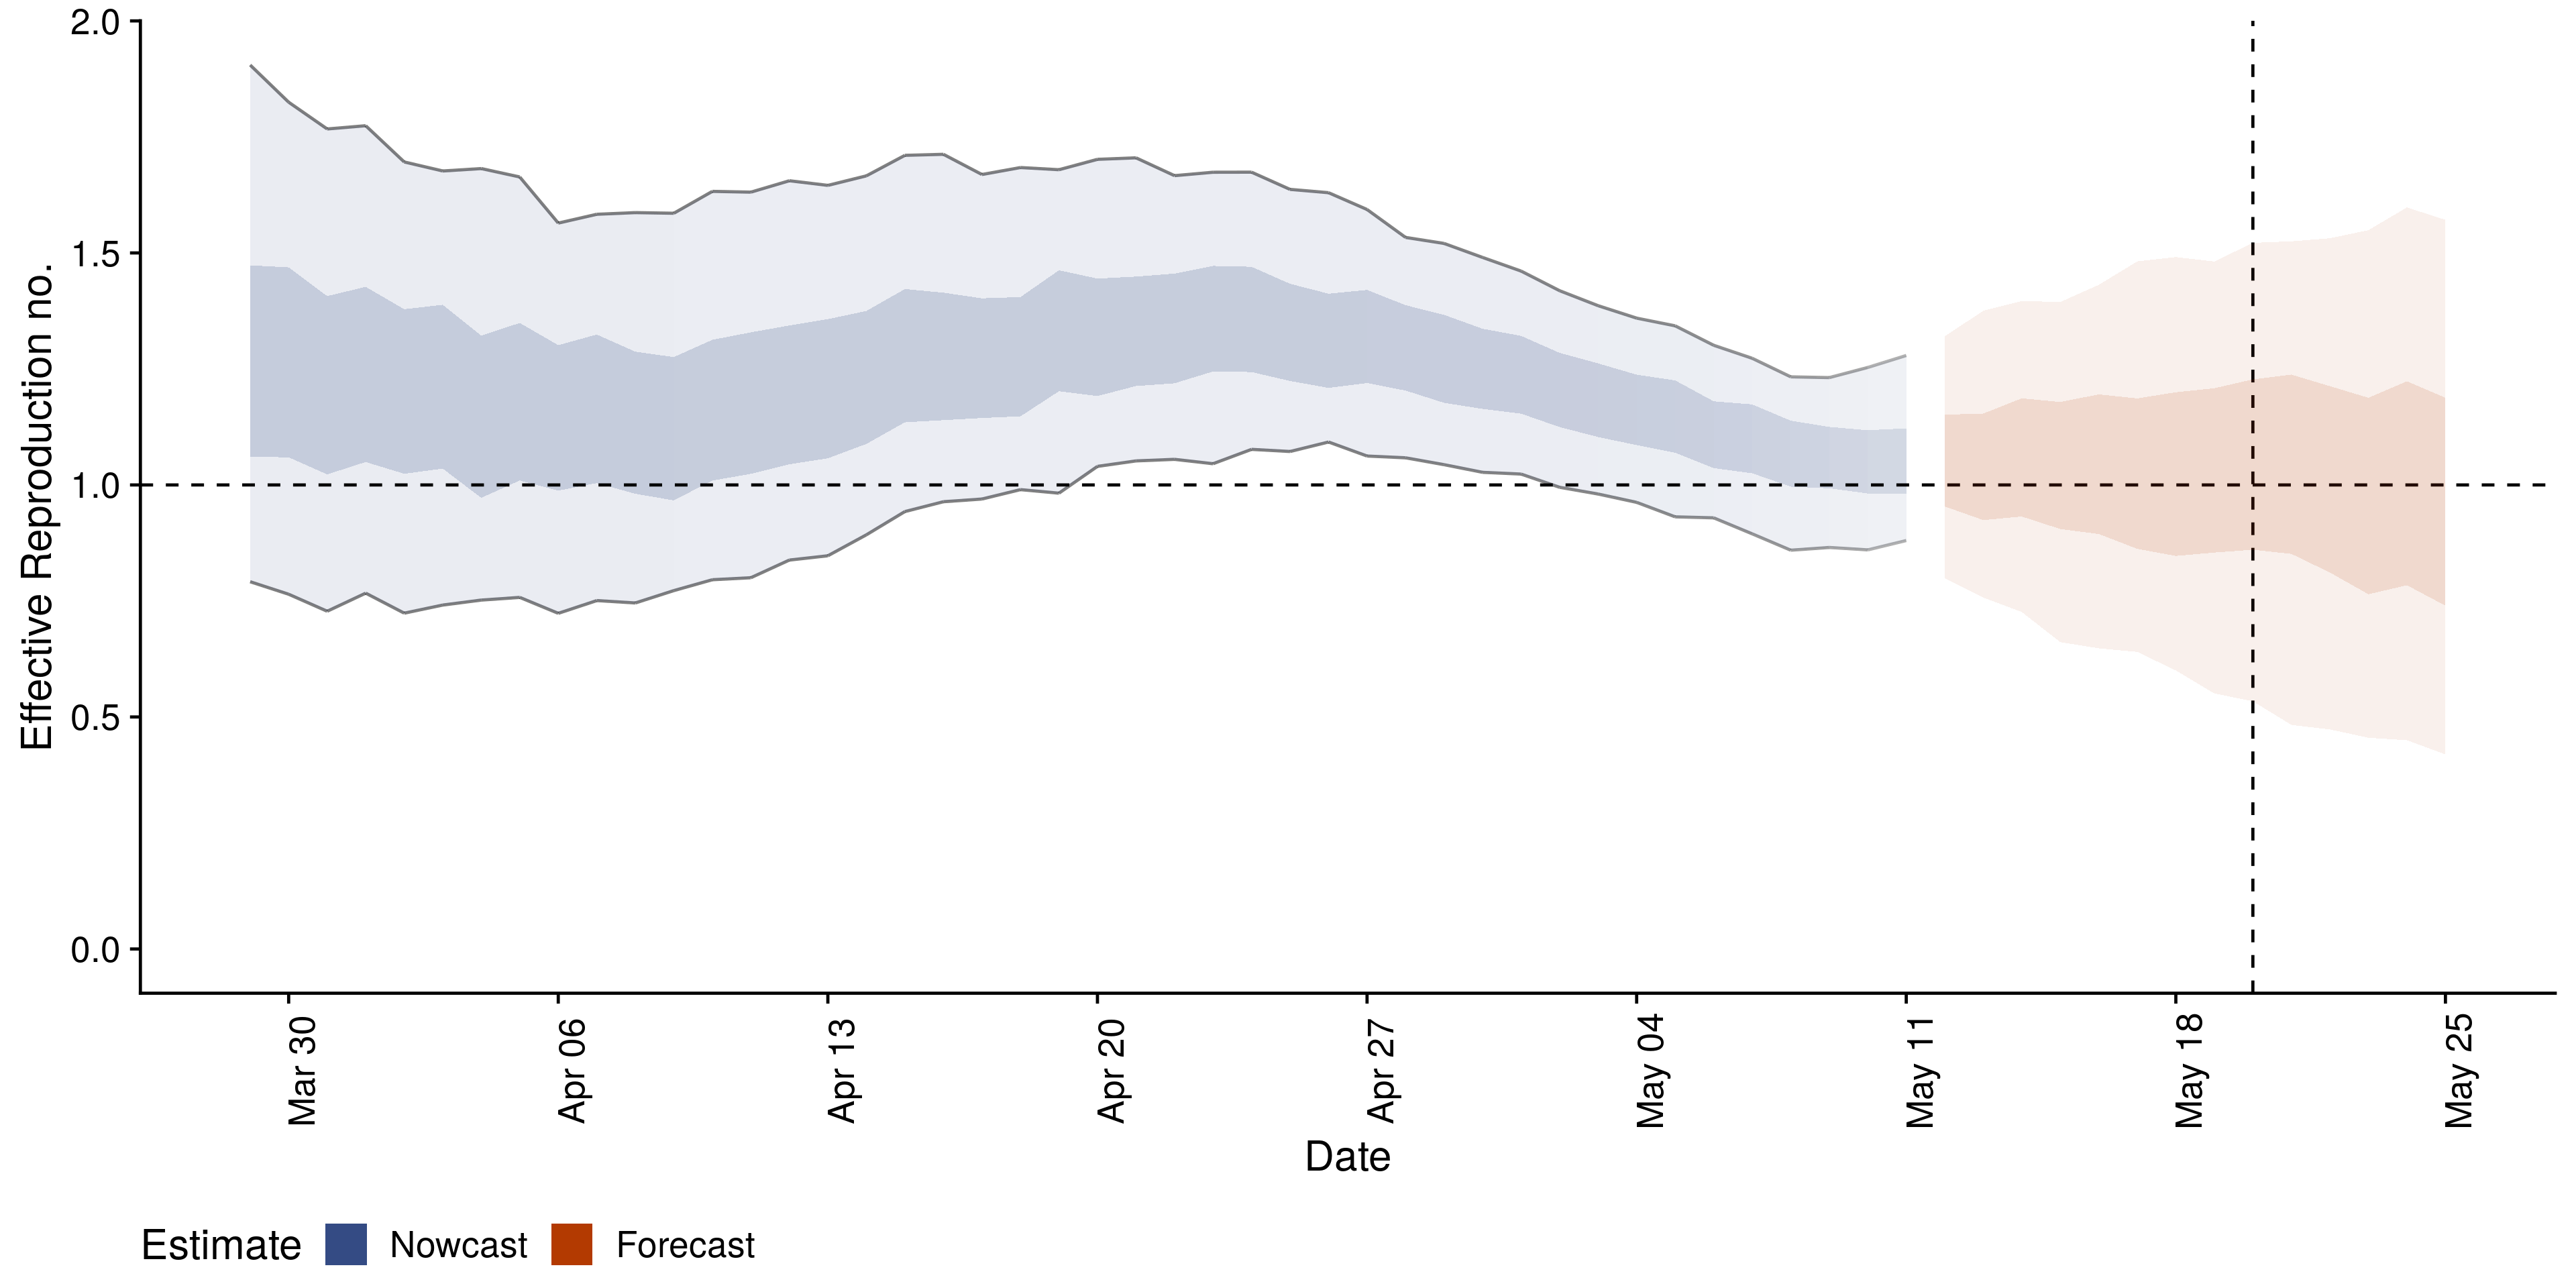 Effective Reproduction no.
2.0
1.5
1.0
0.5
0.0
Mar 30
Apr 06
Apr 13
Apr 20
Apr 27
May 04
May 11
May 18
May 25
Date
Estimate Nowcast Forecast